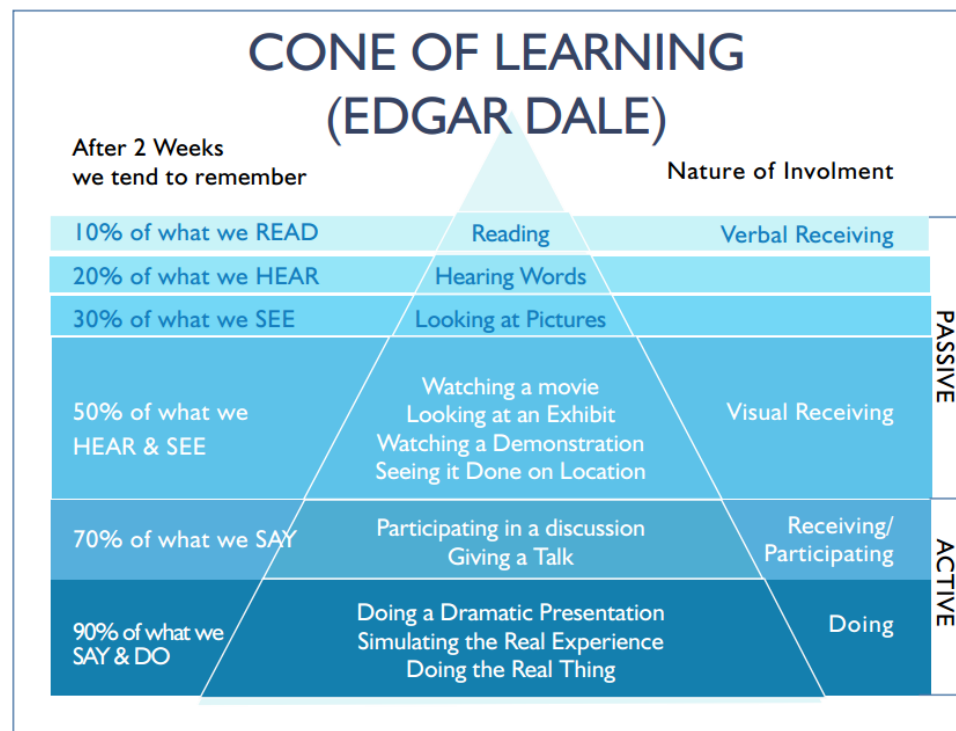 CONE OF LEARNING
(EDGAR DALE)
After 2 Weeks
we tend to remember
Nature of Involment
10% of what we READ
Reading
Verbal Receiving
20% of what we HEAR
Hearing Words
30% of what we SEE
Looking at Pictures
50% of what we
HEAR & SEE
Watching a movie
Looking at an Exhibit
Watching a Demonstration
Seeing it Done on Location
Visual Receiving
PASSIVE
70% of what we SAY
Participating in a discussion
Giving a Talk
Receiving/
Participating
90% of what we
SAY & DO
Doing a Dramatic Presentation
Simulating the Real Experience
Doing the Real Thing
Doing
ACTIVE